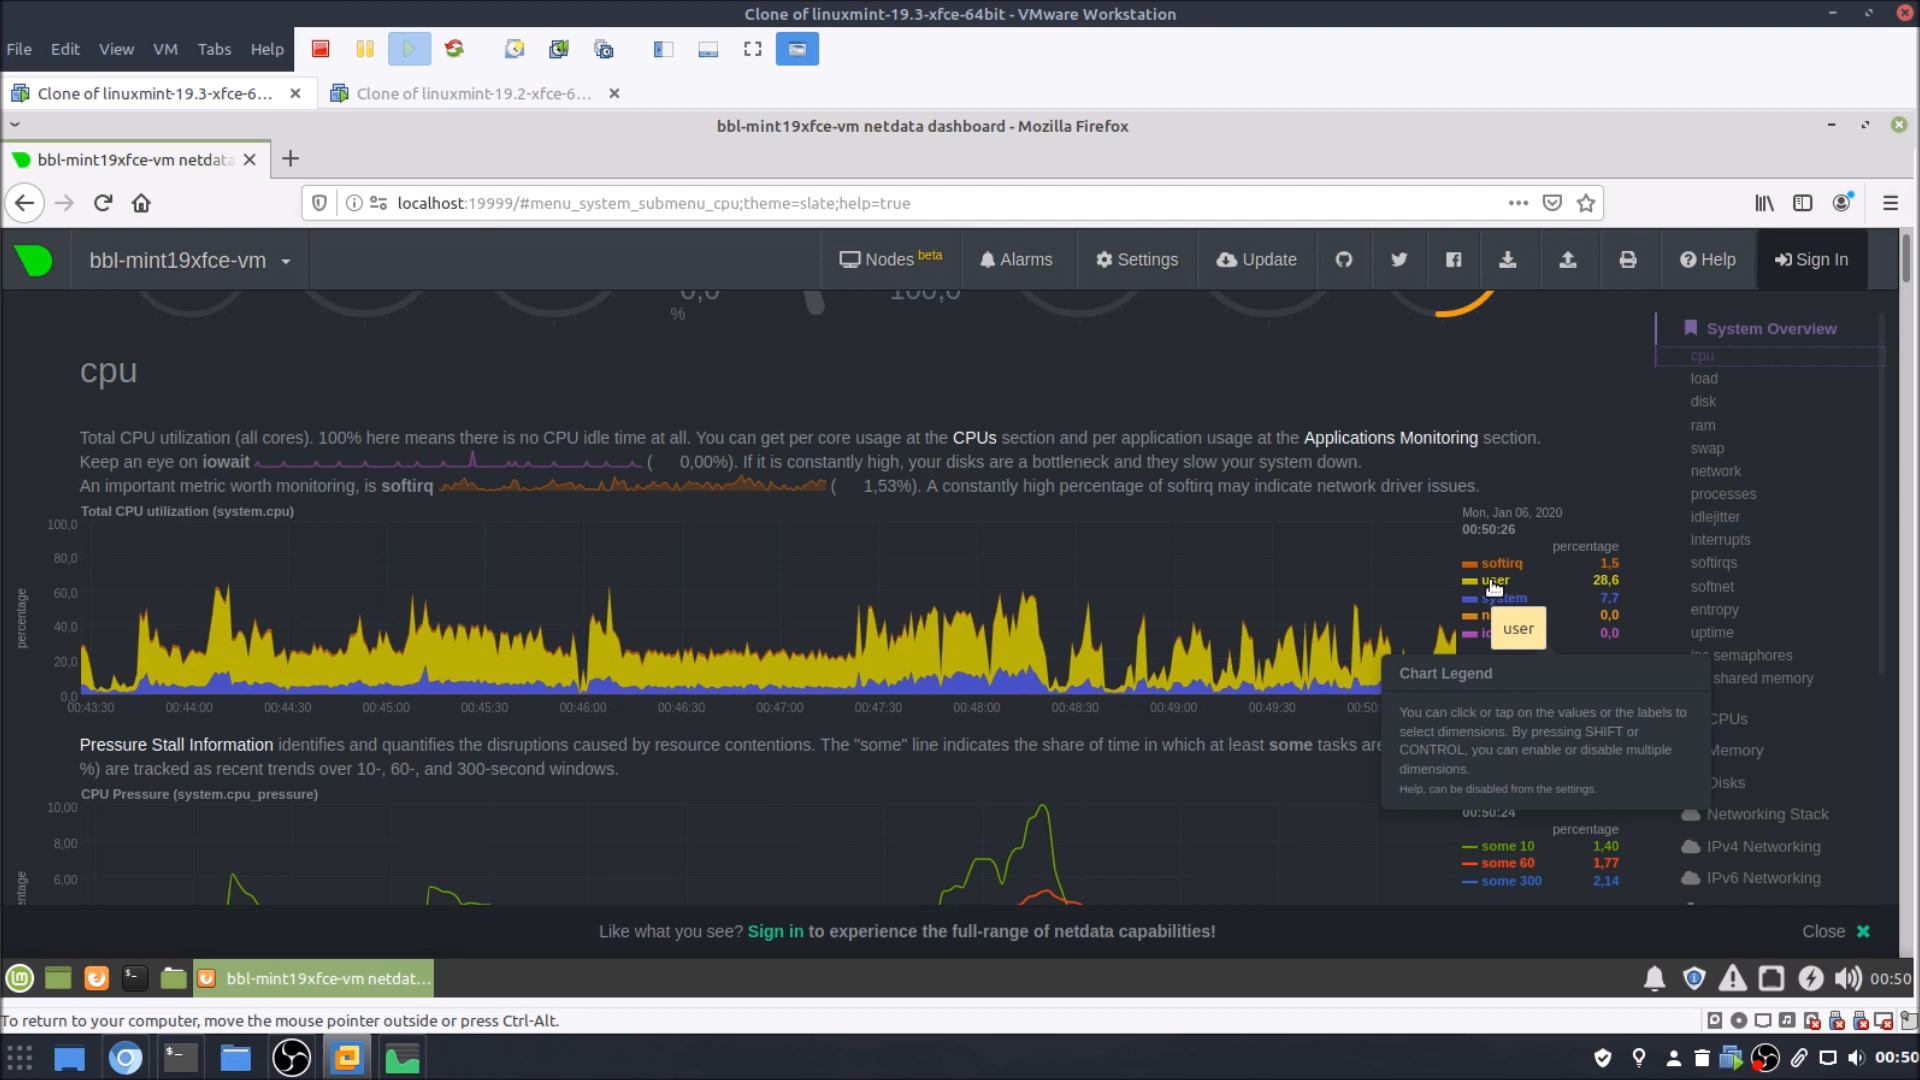 Clone of linuxmint-19.3-xfce-64bit - VMware Workstation
File Edit View VM Tabs Help
Clone of linuxmint-19.3-xfce-6...
Clone of linuxmint-19.2-xfce-6...
bbl-mint19xfce-vm netdata dashboard - Mozilla Firefox
bbl-mint19xfce-vm netdata
localhost:19999/#menu_system_submenu_cpu;theme=slate;help=true
bbl-mint19xfce-vm
Nodes beta
Alarms
Settings
Update
Help
Sign In
0,0
100,0
%
cpu
Total CPU utilization (all cores). 100% here means there is no CPU idle time at all. You can get per core usage at the CPUs section and per application usage at the Applications Monitoring section.
Keep an eye on iowait ( 0,00%). If it is constantly high, your disks are a bottleneck and they slow your system down.
An important metric worth monitoring, is softirq ( 1,53%). A constantly high percentage of softirq may indicate network driver issues.
Total CPU utilization (system.cpu)
percentage
100,0
80,0
60,0
40,0
20,0
0,0
00:43:30 00:44:00 00:44:30 00:45:00 00:45:30 00:46:00 00:46:30 00:47:00 00:47:30 00:48:00 00:48:30 00:49:00 00:49:30 00:50:
Mon, Jan 06, 2020
00:50:26
percentage
softirq 1,5
user 28,6
system 7,7
n 0,0
io 0,0
user
Chart Legend
You can click or tap on the values or the labels to
select dimensions. By pressing SHIFT or
CONTROL, you can enable or disable multiple
dimensions.
Help, can be disabled from the settings.
Pressure Stall Information identifies and quantifies the disruptions caused by resource contentions. The "some" line indicates the share of time in which at least some tasks are
%) are tracked as recent trends over 10-, 60-, and 300-second windows.
CPU Pressure (system.cpu_pressure)
entage
10,00
8,00
6,00
00:50:24
percentage
some 10 1,40
some 60 1,77
some 300 2,14
System Overview
cpu
load
disk
ram
swap
network
processes
idlejitter
interrupts
softirqs
softnet
entropy
uptime
ipc semaphores
shared memory
CPUs
Memory
Disks
Networking Stack
IPv4 Networking
IPv6 Networking
Like what you see? Sign in to experience the full-range of netdata capabilities!
Close
bbl-mint19xfce-vm netdat...
00:50
To return to your computer, move the mouse pointer outside or press Ctrl-Alt.
00:50